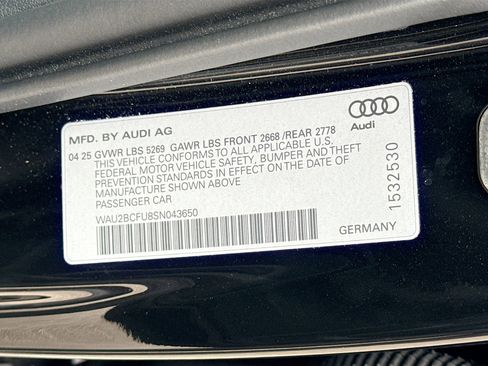 MFD. BY AUDI AG
Audi
04 25 GVWR LBS 5269 GAWR LBS FRONT 2668/REAR 2778
THIS VEHICLE CONFORMS TO ALL APPLICABLE U.S.
FEDERAL MOTOR VEHICLE SAFETY, BUMPER AND THEFT
PREVENTION STANDARDS IN EFFECT ON THE DATE OF
MANUFACTURE SHOWN ABOVE
PASSENGER CAR
WAU2BCFU8SN043650
GERMANY
1532530